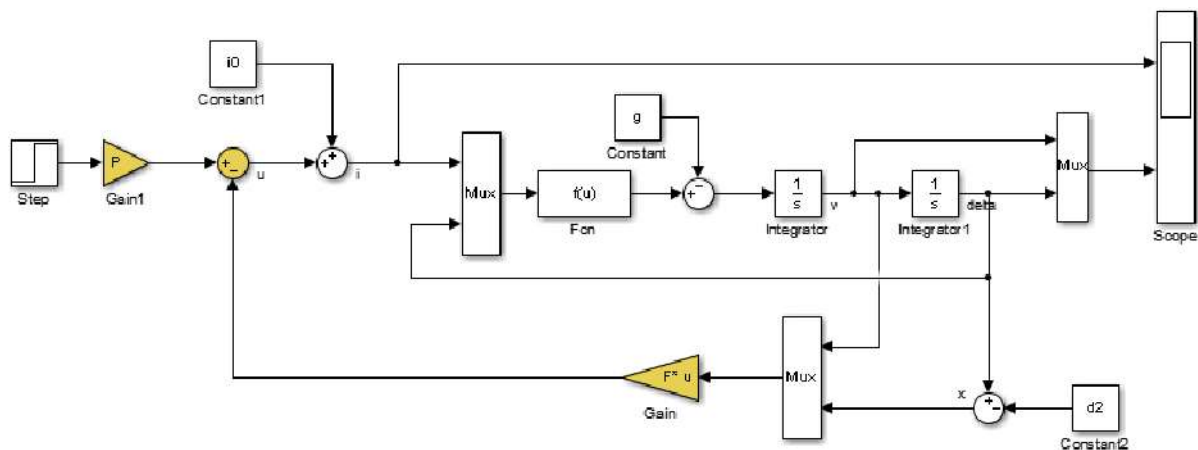 i0
Constant1
g
Constant
P
+
−
u
+
+
i
Mux
f(u)
Fcn
+
−
1
s
v
Integrator
1
s
delta
Integrator1
Mux
Scope
Step
Gain1
Mux
F* u
Gain
x
+
−
d2
Constant2